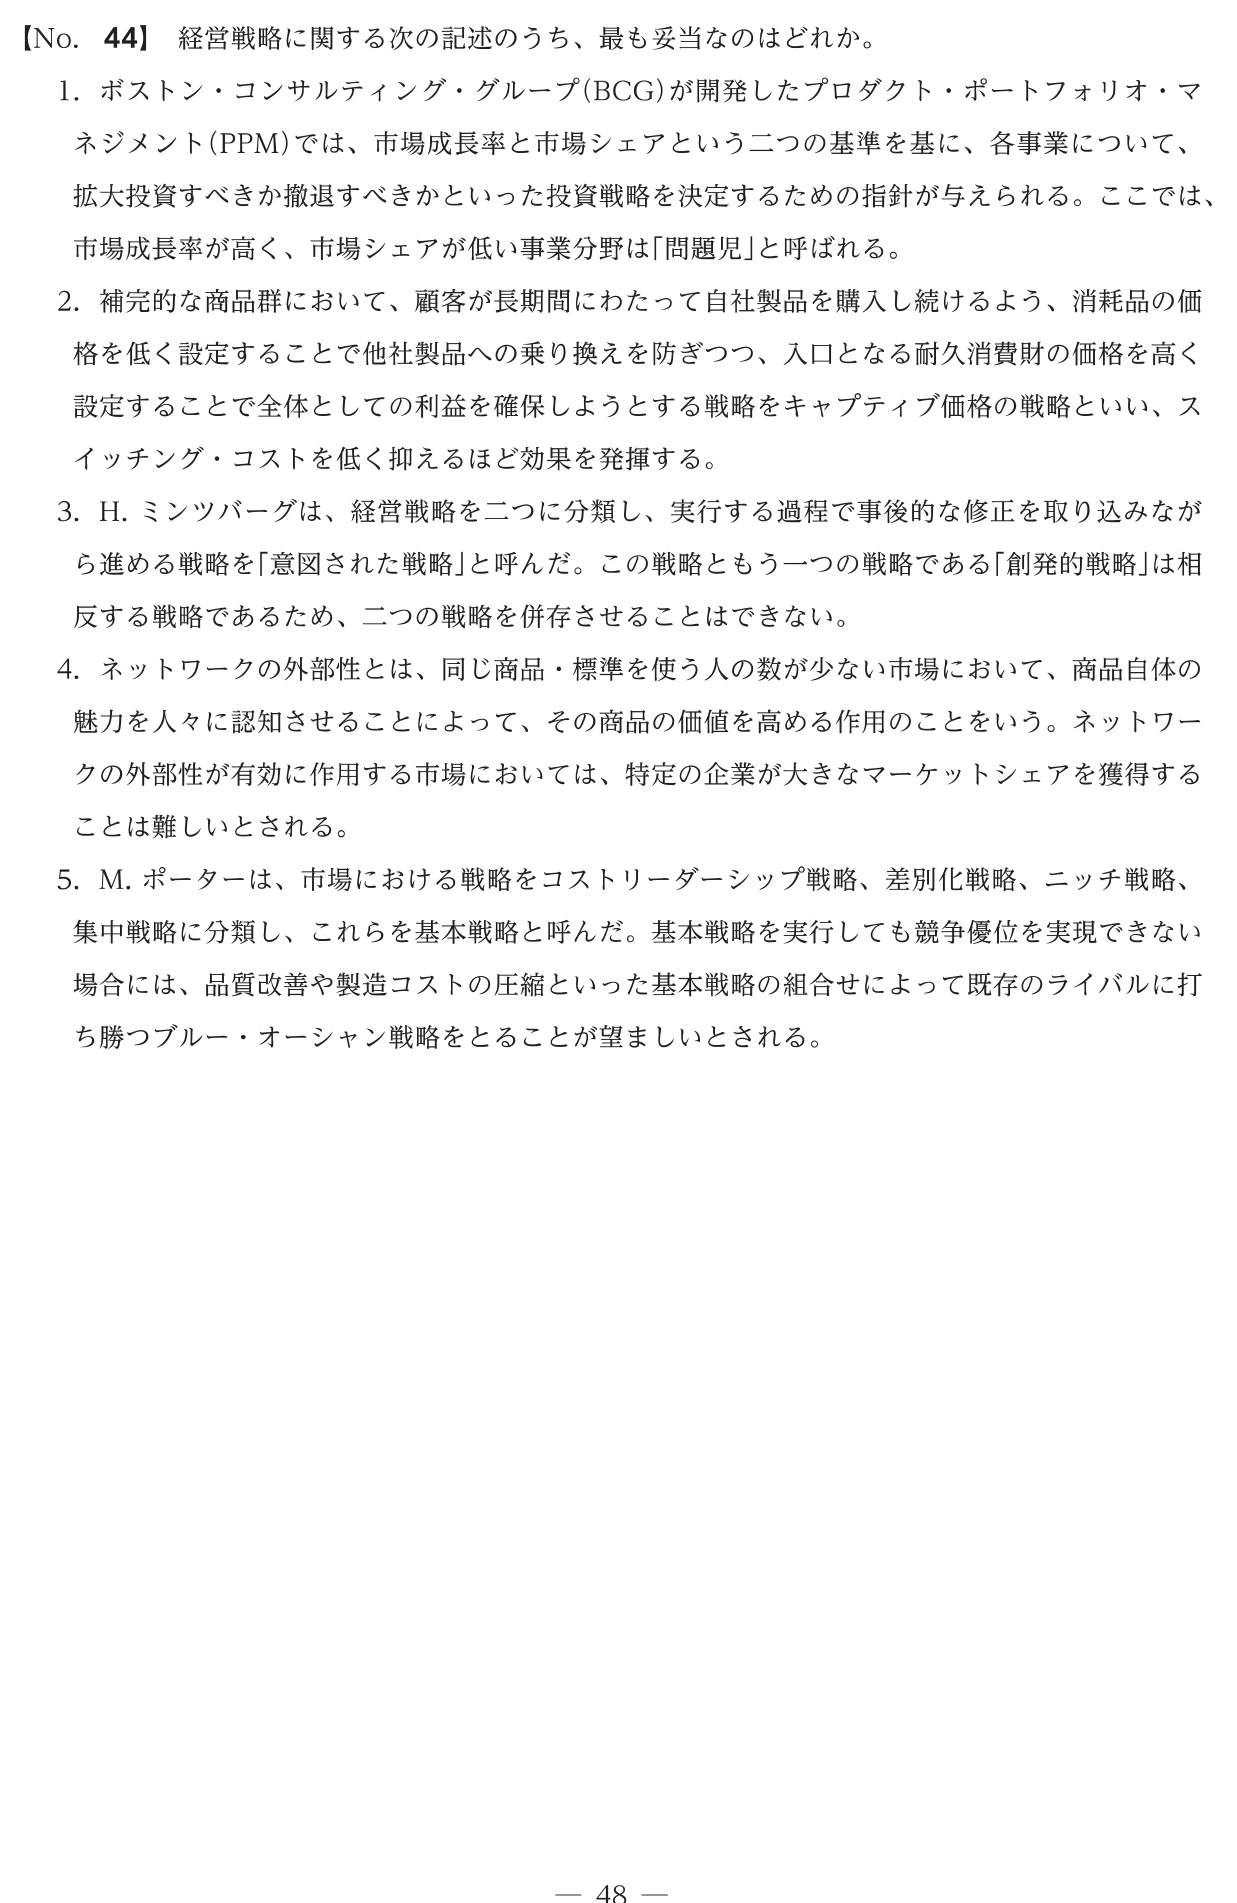 【No. 44】 経営戦略に関する次の記述のうち、最も妥当なのはどれか。
1. ボストン・コンサルティング・グループ(BCG)が開発したプロダクト・ポートフォリオ・マ
ネジメント(PPM)では、市場成長率と市場シェアという二つの基準を基に、各事業について、
拡大投資すべきか撤退すべきかといった投資戦略を決定するための指針が与えられる。ここでは、
市場成長率が高く、市場シェアが低い事業分野は「問題児」と呼ばれる。
2. 補完的な商品群において、顧客が長期間にわたって自社製品を購入し続けるよう、消耗品の価
格を低く設定することで他社製品への乗り換えを防ぎつつ、入口となる耐久消費財の価格を高く
設定することで全体としての利益を確保しようとする戦略をキャプティブ価格の戦略といい、ス
イッチング・コストを低く抑えるほど効果を発揮する。
3. H. ミンツバーグは、経営戦略を二つに分類し、実行する過程で事後的な修正を取り込みなが
ら進める戦略を「意図された戦略」と呼んだ。この戦略ともう一つの戦略である「創発的戦略」は相
反する戦略であるため、二つの戦略を併存させることはできない。
4. ネットワークの外部性とは、同じ商品・標準を使う人の数が少ない市場において、商品自体の
魅力を人々に認知させることによって、その商品の価値を高める作用のことをいう。ネットワー
クの外部性が有効に作用する市場においては、特定の企業が大きなマーケットシェアを獲得する
ことは難しいとされる。
5. M. ポーターは、市場における戦略をコストリーダーシップ戦略、差別化戦略、ニッチ戦略、
集中戦略に分類し、これらを基本戦略と呼んだ。基本戦略を実行しても競争優位を実現できない
場合には、品質改善や製造コストの圧縮といった基本戦略の組合せによって既存のライバルに打
ち勝つブルー・オーシャン戦略をとることが望ましいとされる。
— 48 —